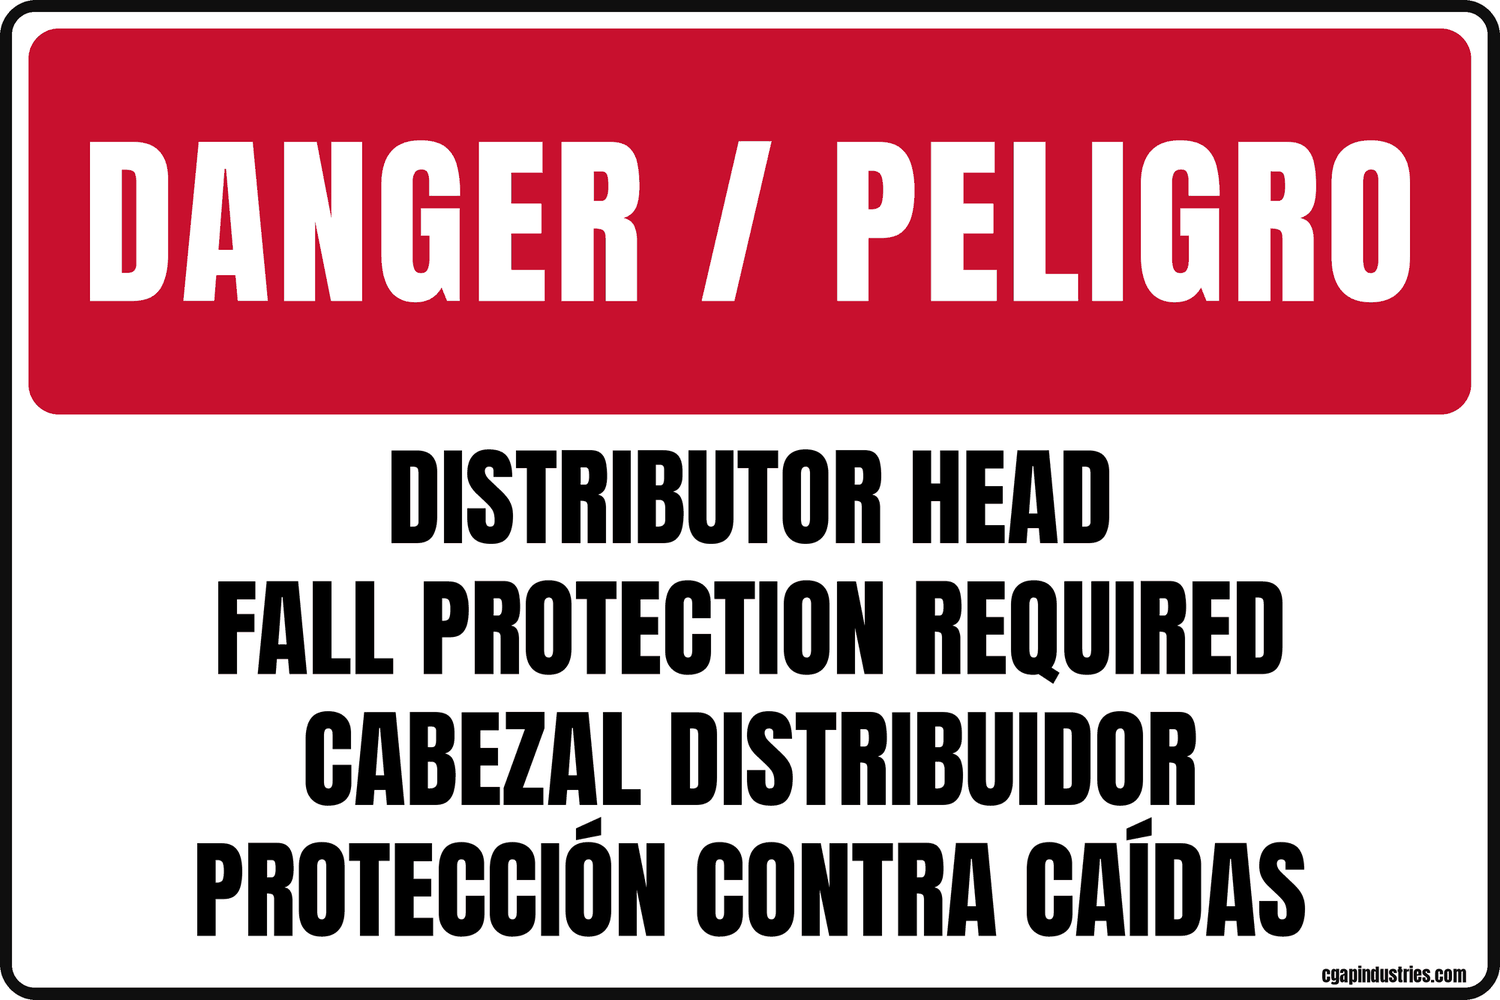 DANGER / PELIGRO
DISTRIBUTOR HEAD
FALL PROTECTION REQUIRED
CABEZAL DISTRIBUIDOR
PROTECCIÓN CONTRA CAÍDAS
cgapindustries.com